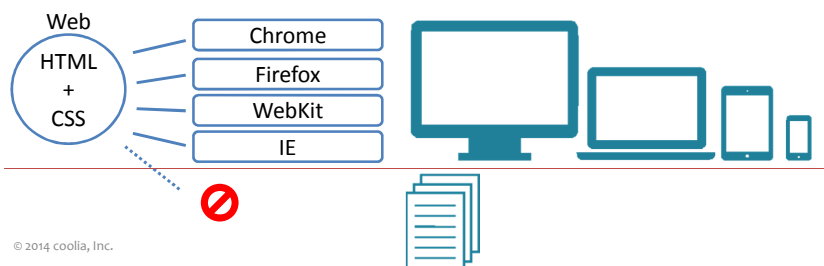 Web
HTML
+
CSS
Chrome
Firefox
WebKit
IE
© 2014 coolia, Inc.